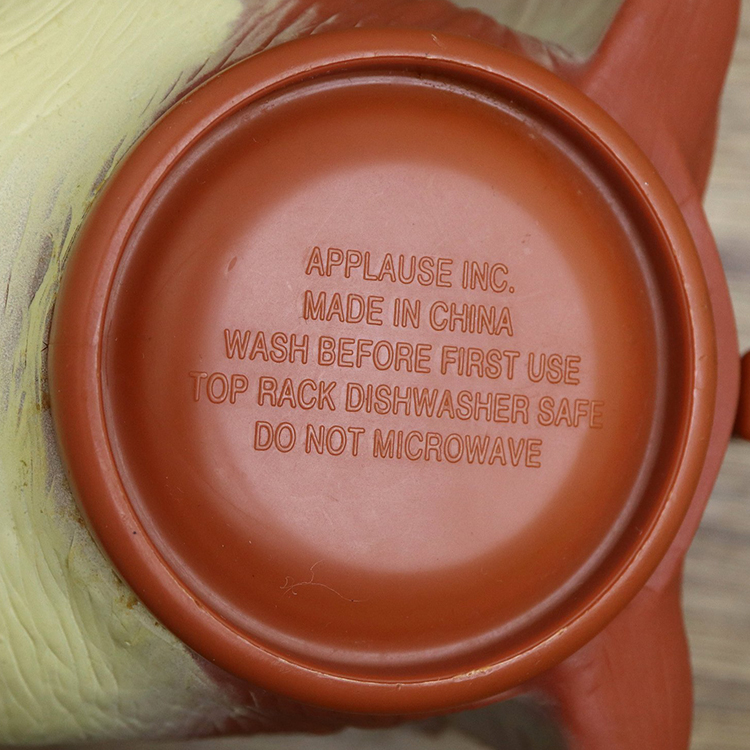 APPLAUSE INC.
MADE IN CHINA
WASH BEFORE FIRST USE
TOP RACK DISHWASHER SAFE
DO NOT MICROWAVE